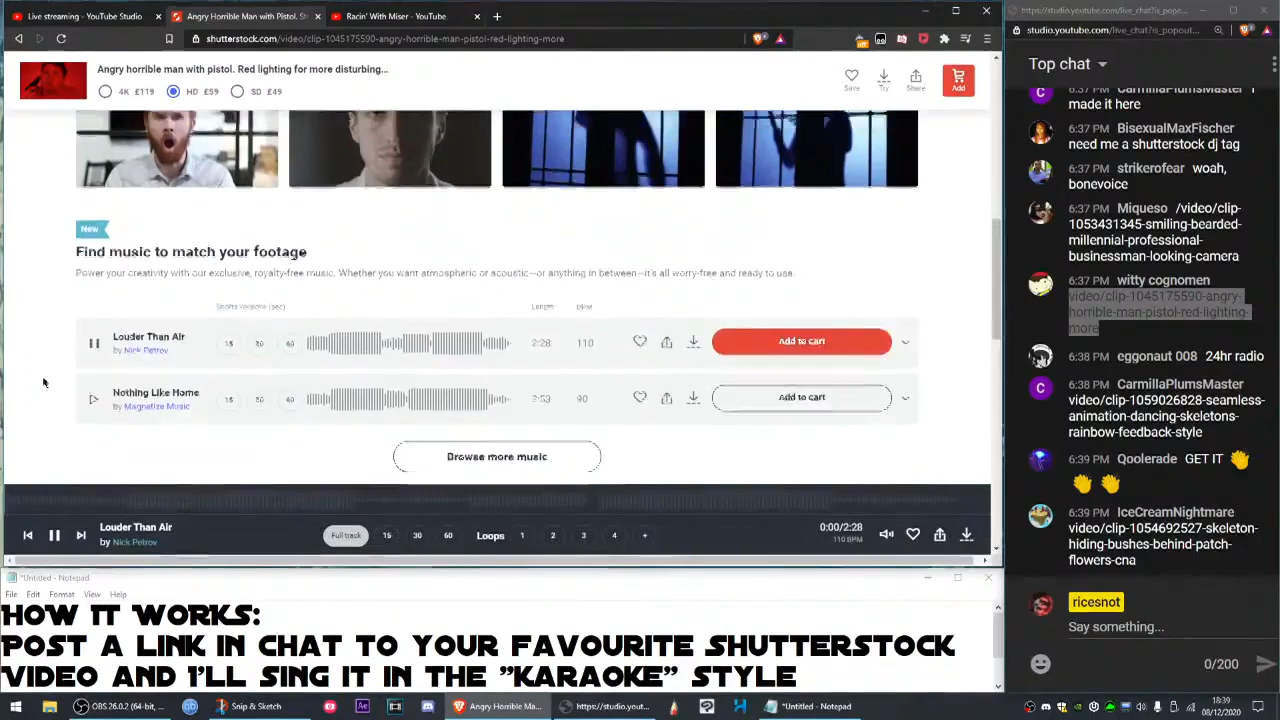 Live streaming - YouTube Studio
Angry Horrible Man with Pistol. S
Racin' With Miser - YouTube
https://studio.youtube.com/live_chat?is_popo...
shutterstock.com/video/clip-1045175590-angry-horrible-man-pistol-red-lighting-more
studio.youtube.com/live_chat?is_popout...
Angry horrible man with pistol. Red lighting for more disturbing...
4K £119
HD £59
SD £49
Save
Try
Share
Add
New
Find music to match your footage
Power your creativity with our exclusive, royalty-free music. Whether you want atmospheric or acoustic—or anything in between—it's all worry-free and ready to use.
Shorts versions (sec)
Length
BPM
Louder Than Air
by Nick Petrov
15
30
60
2:28
110
Add to cart
Nothing Like Home
by Magnetize Music
15
30
60
2:53
90
Add to cart
Browse more music
Louder Than Air
by Nick Petrov
Full track
15
30
60
Loops
1
2
3
4
+
0:00/2:28
110 BPM
*Untitled - Notepad
File Edit Format View Help
HOW IT WORKS:
POST A LINK IN CHAT TO YOUR FAVOURITE SHUTTERSTOCK
VIDEO AND I'LL SING IT IN THE "KARAOKE" STYLE
Top chat
6:37 PM CarmillaPlumsMaster I
made it here
6:37 PM BisexualMaxFischer
need me a shutterstock dj tag
6:37 PM strikerofear woah,
bonevoice
6:37 PM Miqueso /video/clip-
1053431345-smiling-bearded-
millennial-professional-
businessman-looking-camera
6:37 PM witty cognomen
video/clip-1045175590-angry-
horrible-man-pistol-red-lighting-
more
6:38 PM eggonaut 008 24hr radio
6:38 PM CarmillaPlumsMaster
video/clip-1059026828-seamless-
animation-dancing-skeletons-
rainbow-feedback-style
6:39 PM Qoolerade GET IT 👏
👏 👏
6:39 PM IceCreamNightmare
video/clip-1054692527-skeleton-
hiding-bushes-behind-patch-
flowers-cna
ricesnot
Say something...
0/200
OBS 26.0.2 (64-bit, ...
Snip & Sketch
Angry Horrible Ma...
https://studio.yout...
*Untitled - Notepad
18:39
08/12/2020